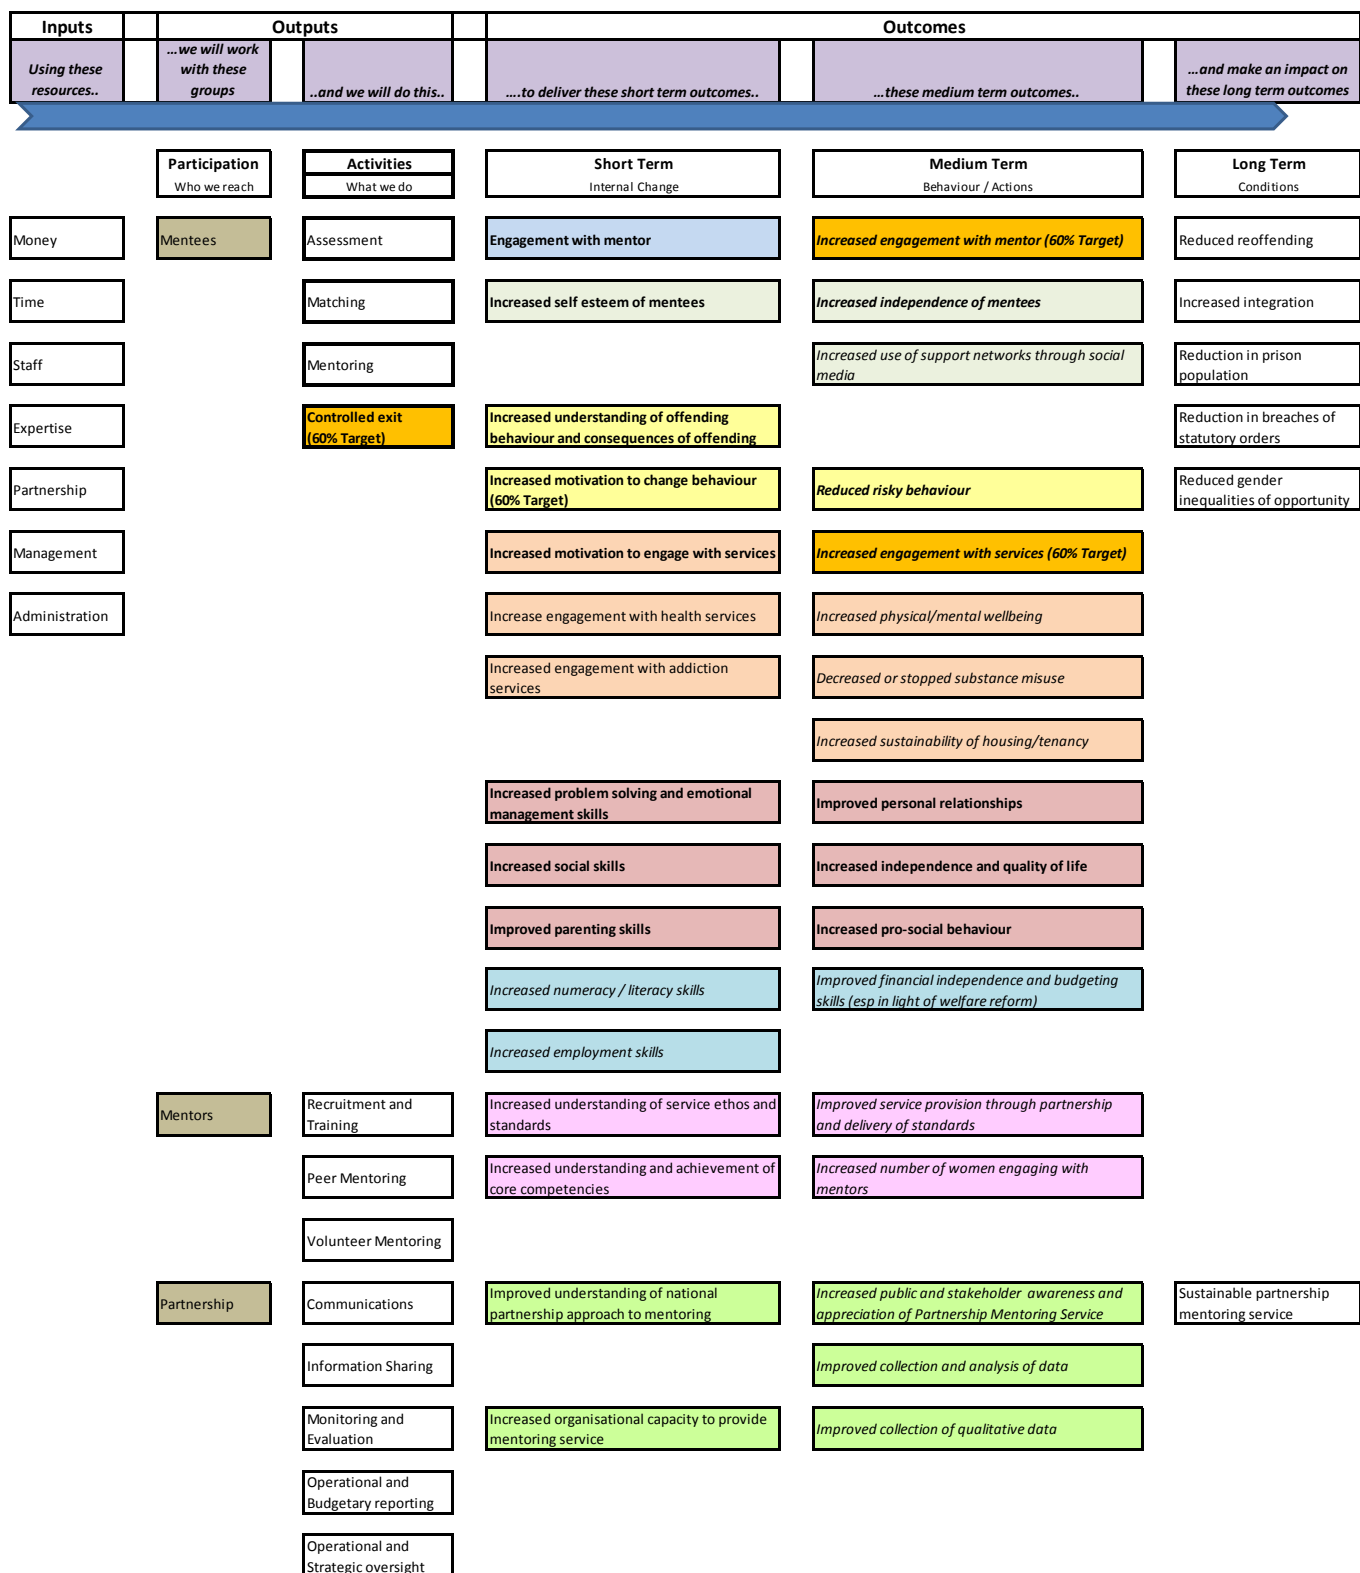 Inputs
Outputs
Outcomes
Using these
resources..
...we will work
with these
groups
..and we will do this..
....to deliver these short term outcomes..
...these medium term outcomes..
...and make an impact on
these long term outcomes
Participation
Who we reach
Activities
What we do
Short Term
Internal Change
Medium Term
Behaviour / Actions
Long Term
Conditions
Money
Mentees
Assessment
Engagement with mentor
Increased engagement with mentor (60% Target)
Reduced reoffending
Time
Matching
Increased self esteem of mentees
Increased independence of mentees
Increased integration
Staff
Mentoring
Increased use of support networks through social
media
Reduction in prison
population
Expertise
Controlled exit
(60% Target)
Increased understanding of offending
behaviour and consequences of offending
Reduction in breaches of
statutory orders
Partnership
Increased motivation to change behaviour
(60% Target)
Reduced risky behaviour
Reduced gender
inequalities of opportunity
Management
Increased motivation to engage with services
Increased engagement with services (60% Target)
Administration
Increase engagement with health services
Increased physical/mental wellbeing
Increased engagement with addiction
services
Decreased or stopped substance misuse
Increased sustainability of housing/tenancy
Increased problem solving and emotional
management skills
Improved personal relationships
Increased social skills
Increased independence and quality of life
Improved parenting skills
Increased pro-social behaviour
Increased numeracy / literacy skills
Improved financial independence and budgeting
skills (esp in light of welfare reform)
Increased employment skills
Mentors
Recruitment and
Training
Increased understanding of service ethos and
standards
Improved service provision through partnership
and delivery of standards
Peer Mentoring
Increased understanding and achievement of
core competencies
Increased number of women engaging with
mentors
Volunteer Mentoring
Partnership
Communications
Improved understanding of national
partnership approach to mentoring
Increased public and stakeholder awareness and
appreciation of Partnership Mentoring Service
Sustainable partnership
mentoring service
Information Sharing
Improved collection and analysis of data
Monitoring and
Evaluation
Increased organisational capacity to provide
mentoring service
Improved collection of qualitative data
Operational and
Budgetary reporting
Operational and
Strategic oversight